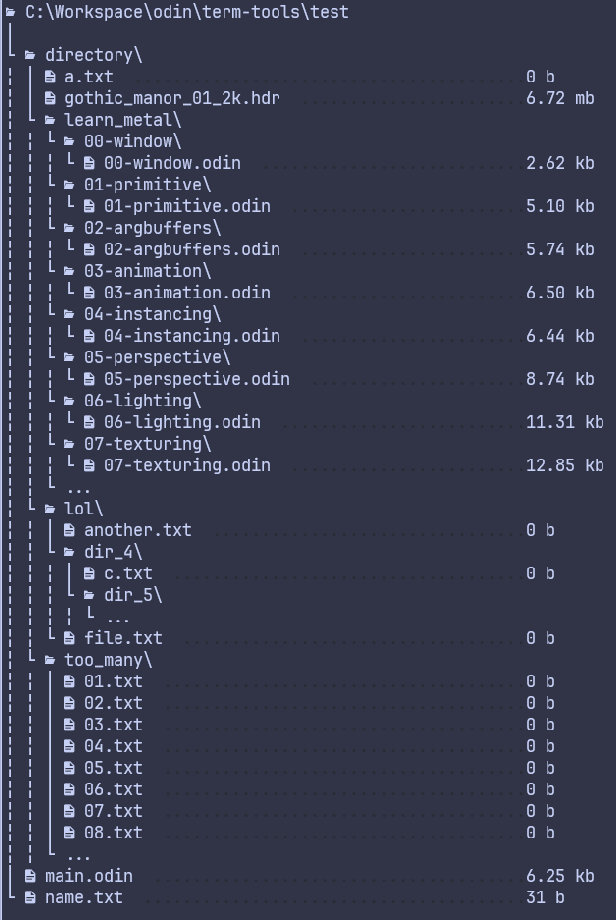 C:\Workspace\odin\term-tools\test
directory\
a.txt 0 b
gothic_manor_01_2k.hdr 6.72 mb
learn_metal\
00-window\
00-window.odin 2.62 kb
01-primitive\
01-primitive.odin 5.10 kb
02-argbuffers\
02-argbuffers.odin 5.74 kb
03-animation\
03-animation.odin 6.50 kb
04-instancing\
04-instancing.odin 6.44 kb
05-perspective\
05-perspective.odin 8.74 kb
06-lighting\
06-lighting.odin 11.31 kb
07-texturing\
07-texturing.odin 12.85 kb
...
lol\
another.txt 0 b
dir_4\
c.txt 0 b
dir_5\
...
file.txt 0 b
too_many\
01.txt 0 b
02.txt 0 b
03.txt 0 b
04.txt 0 b
05.txt 0 b
06.txt 0 b
07.txt 0 b
08.txt 0 b
...
main.odin 6.25 kb
name.txt 31 b